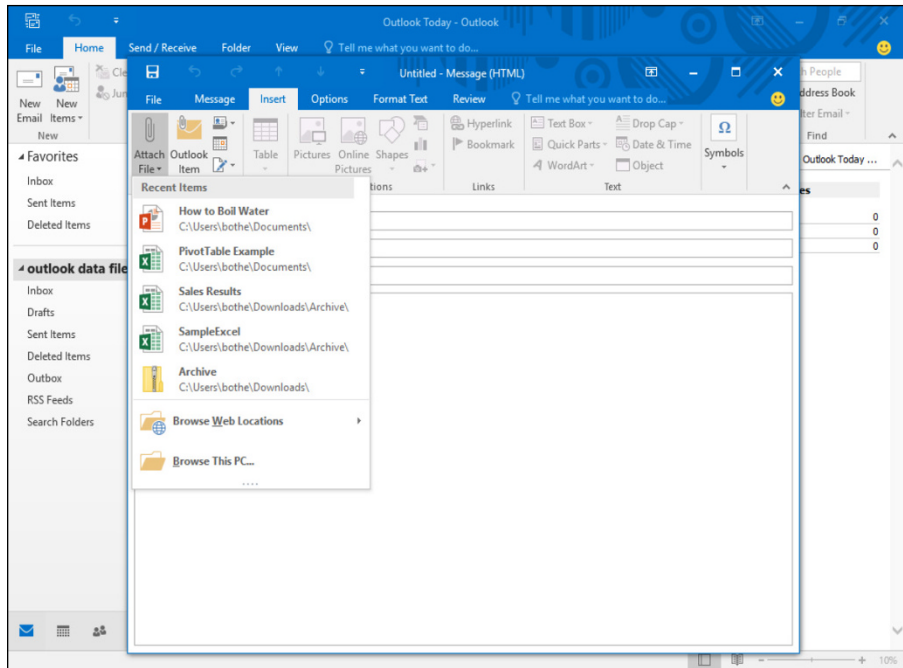 Outlook Today - Outlook
File Home Send / Receive Folder View Tell me what you want to do...
Untitled - Message (HTML)
File Message Insert Options Format Text Review Tell me what you want to do...
New Email
New Items
New
Attach File
Outlook Item
Table
Pictures
Online Pictures
Shapes
Hyperlink
Bookmark
Links
Text Box
Quick Parts
WordArt
Drop Cap
Date & Time
Object
Text
Symbols
Find
Outlook Today ...
Favorites
Inbox
Sent Items
Deleted Items
outlook data file
Inbox
Drafts
Sent Items
Deleted Items
Outbox
RSS Feeds
Search Folders
Recent Items
How to Boil Water
C:\Users\bothe\Documents\
PivotTable Example
C:\Users\bothe\Documents\
Sales Results
C:\Users\bothe\Downloads\Archive\
SampleExcel
C:\Users\bothe\Downloads\Archive\
Archive
C:\Users\bothe\Downloads\
Browse Web Locations
Browse This PC...
0
0
0
10%